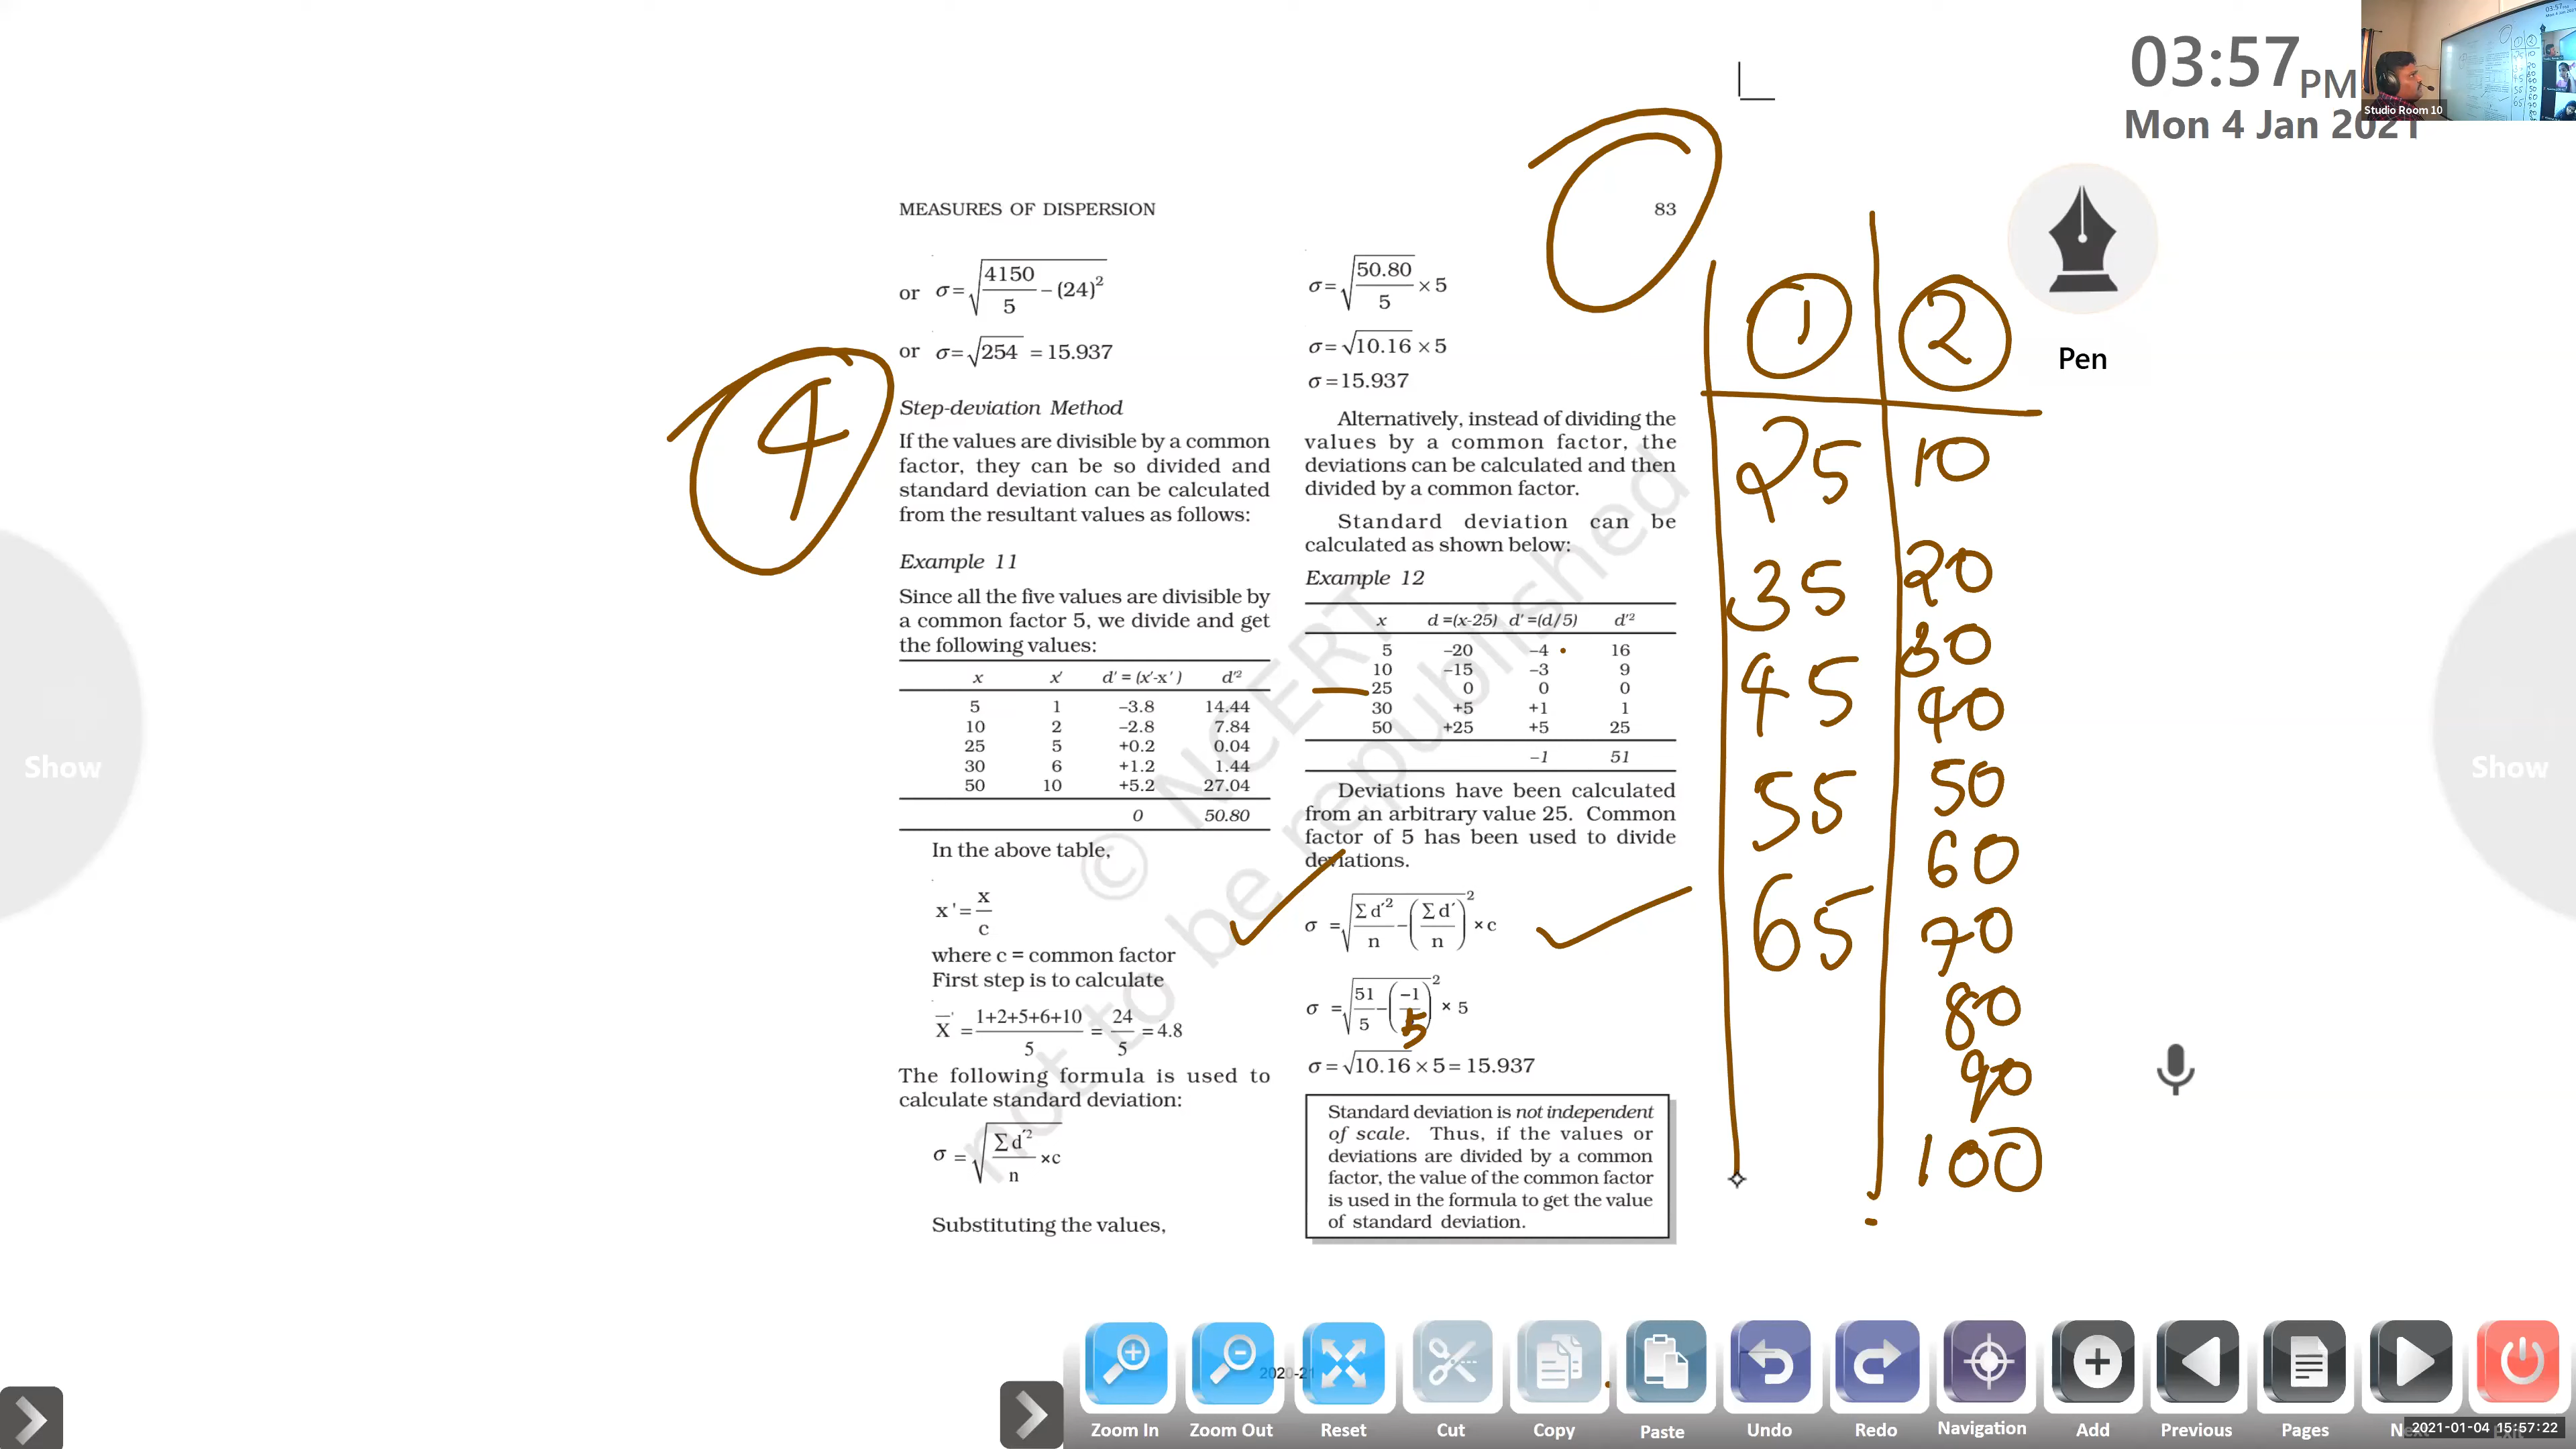 03:57 PM
Mon 4 Jan 2021
Studio Room 10
Pen
MEASURES OF DISPERSION
83
or σ = √(4150/5 – (24)²)
or σ = √254 = 15.937
4
Step-deviation Method
If the values are divisible by a common
factor, they can be so divided and
standard deviation can be calculated
from the resultant values as follows:
Example 11
Since all the five values are divisible by
a common factor 5, we divide and get
the following values:
x x′ d′ = (x′-x̄′) d′²
5 1 –3.8 14.44
10 2 –2.8 7.84
25 5 +0.2 0.04
30 6 +1.2 1.44
50 10 +5.2 27.04
0 50.80
In the above table,
x' = x/c
where c = common factor
First step is to calculate
X̄' = (1+2+5+6+10)/5 = 24/5 = 4.8
The following formula is used to
calculate standard deviation:
σ = √(Σd′²/n × c)
Substituting the values,
σ = √(50.80/5) × 5
σ = √10.16 × 5
σ = 15.937
Alternatively, instead of dividing the
values by a common factor, the
deviations can be calculated and then
divided by a common factor.
Standard deviation can be
calculated as shown below:
Example 12
x d =(x-25) d′ =(d/5) d′²
5 –20 –4 16
10 –15 –3 9
25 0 0 0
30 +5 +1 1
50 +25 +5 25
–1 51
Deviations have been calculated
from an arbitrary value 25. Common
factor of 5 has been used to divide
deviations.
σ = √(Σd′²/n – (Σd′/n)²) × c
σ = √(51/5 – (–1/5)²) × 5
σ = √10.16 × 5 = 15.937
Standard deviation is not independent
of scale. Thus, if the values or
deviations are divided by a common
factor, the value of the common factor
is used in the formula to get the value
of standard deviation.
© NCERT
not to be republished
1 2
25 10
35 20
30
45 40
55 50
60
65 70
80
90
100
Show
Show
2020-21
Zoom In Zoom Out Reset Cut Copy Paste Undo Redo Navigation Add Previous Pages
2021-01-04 15:57:22